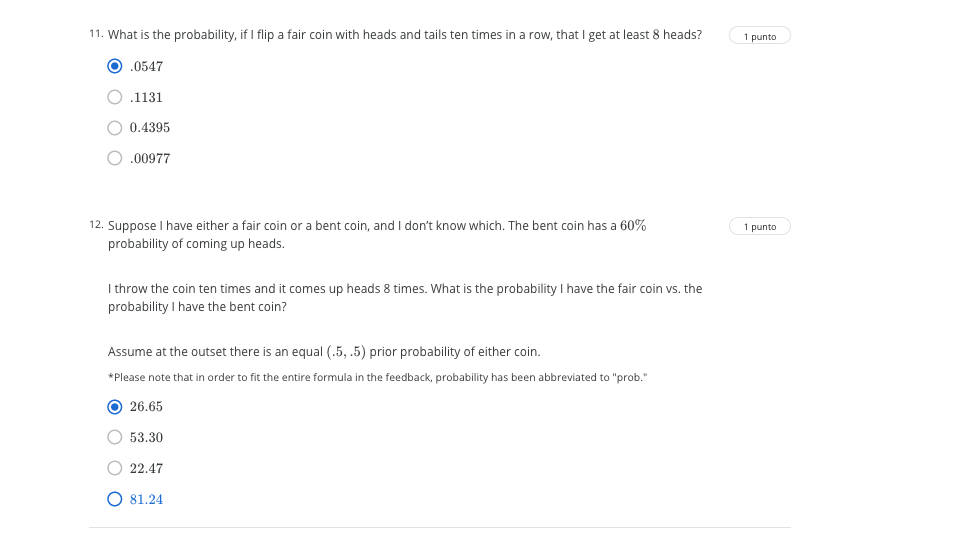 11. What is the probability, if I flip a fair coin with heads and tails ten times in a row, that I get at least 8 heads?
1 punto
.0547
.1131
0.4395
.00977
12. Suppose I have either a fair coin or a bent coin, and I don’t know which. The bent coin has a 60%
1 punto
probability of coming up heads.
I throw the coin ten times and it comes up heads 8 times. What is the probability I have the fair coin vs. the
probability I have the bent coin?
Assume at the outset there is an equal (.5, .5) prior probability of either coin.
*Please note that in order to fit the entire formula in the feedback, probability has been abbreviated to "prob."
26.65
53.30
22.47
81.24